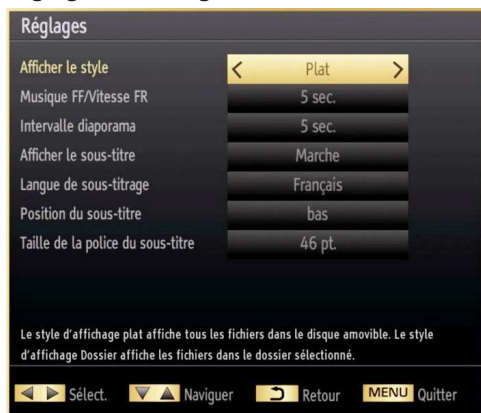 Réglages
Afficher le style < Plat >
Musique FF/Vitesse FR 5 sec.
Intervalle diaporama 5 sec.
Afficher le sous-titre Marche
Langue de sous-titrage Français
Position du sous-titre bas
Taille de la police du sous-titre 46 pt.
Le style d'affichage plat affiche tous les fichiers dans le disque amovible. Le style
d'affichage Dossier affiche les fichiers dans le dossier sélectionné.
Sélect. Naviguer Retour MENU Quitter